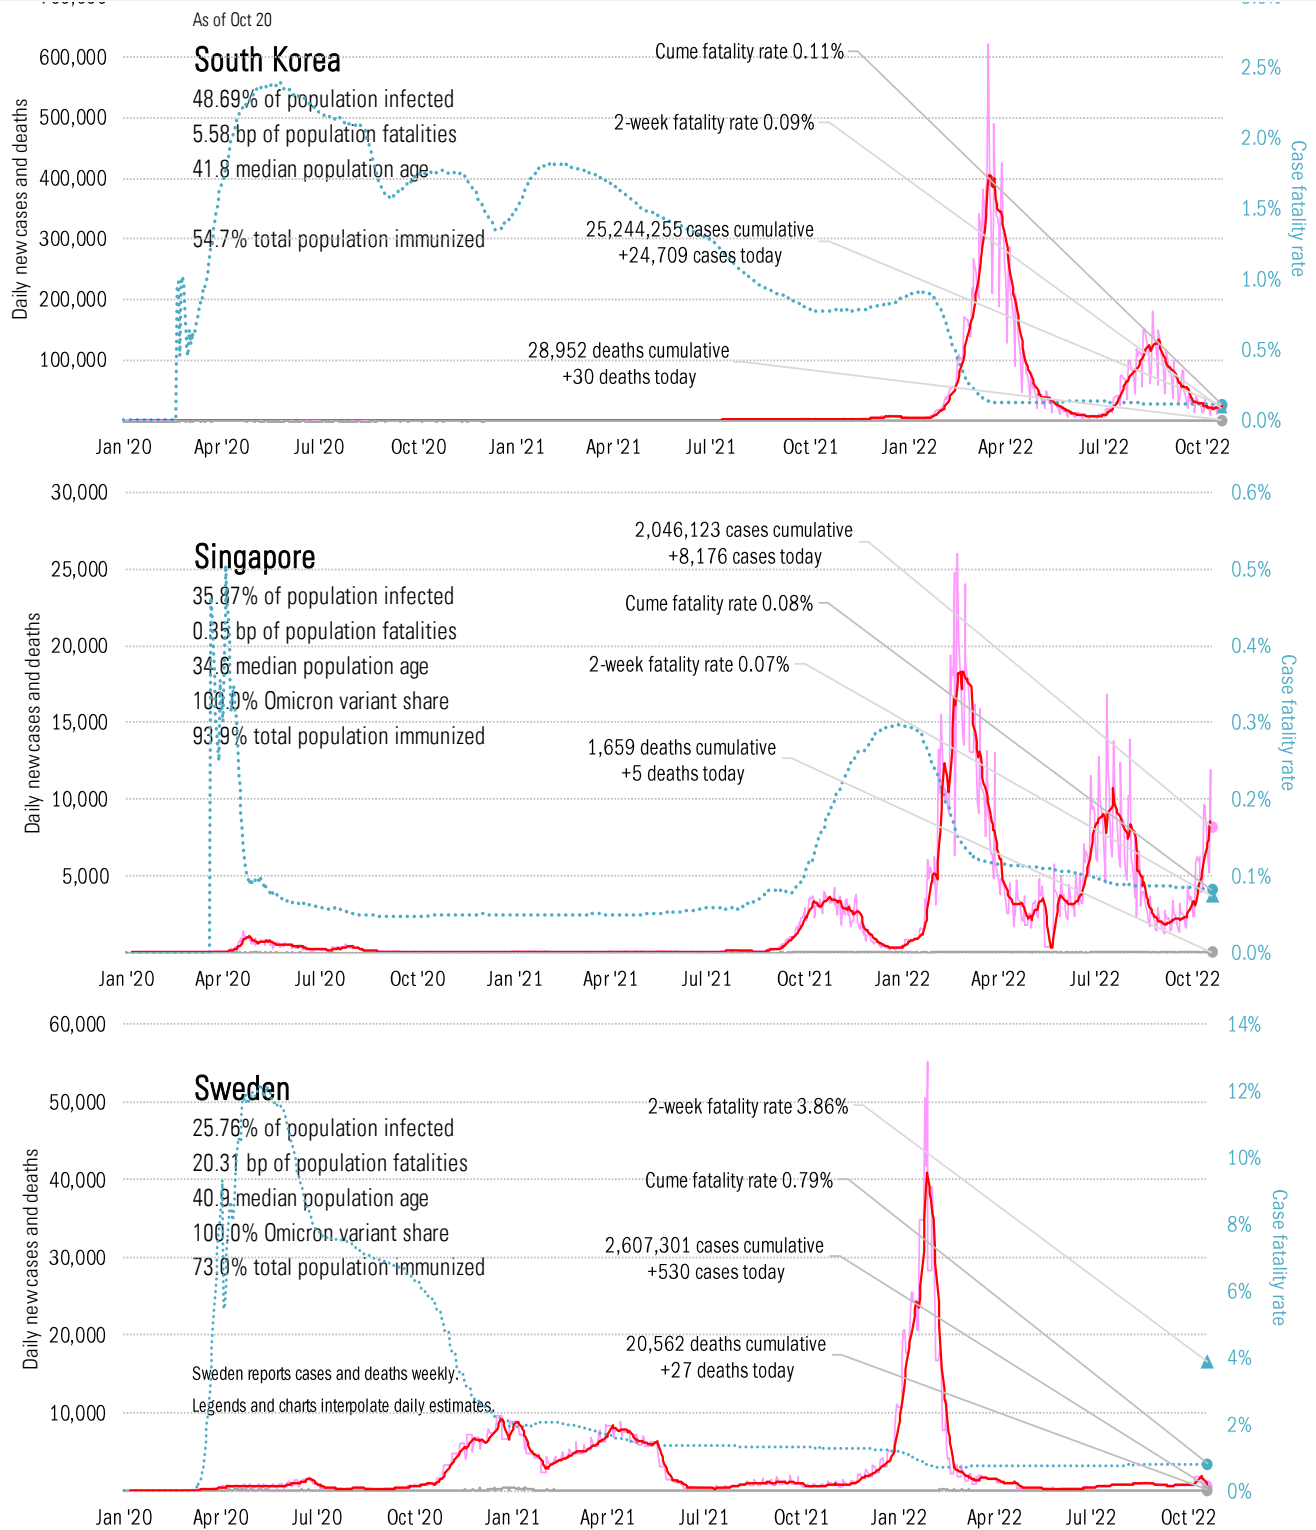 As of Oct 20
South Korea
48.69% of population infected
5.58 bp of population fatalities
41.8 median population age
54.7% total population immunized
Cume fatality rate 0.11%
2-week fatality rate 0.09%
25,244,255 cases cumulative
+24,709 cases today
28,952 deaths cumulative
+30 deaths today
Daily new cases and deaths
600,000
500,000
400,000
300,000
200,000
100,000
2.5%
2.0%
1.5%
1.0%
0.5%
0.0%
Case fatality rate
Jan '20 Apr '20 Jul '20 Oct '20 Jan '21 Apr '21 Jul '21 Oct '21 Jan '22 Apr '22 Jul '22 Oct '22
Singapore
35.87% of population infected
0.35 bp of population fatalities
34.6 median population age
100.0% Omicron variant share
93.9% total population immunized
2,046,123 cases cumulative
+8,176 cases today
Cume fatality rate 0.08%
2-week fatality rate 0.07%
1,659 deaths cumulative
+5 deaths today
Daily new cases and deaths
30,000
25,000
20,000
15,000
10,000
5,000
0.6%
0.5%
0.4%
0.3%
0.2%
0.1%
0.0%
Case fatality rate
Jan '20 Apr '20 Jul '20 Oct '20 Jan '21 Apr '21 Jul '21 Oct '21 Jan '22 Apr '22 Jul '22 Oct '22
Sweden
25.76% of population infected
20.31 bp of population fatalities
40.9 median population age
100.0% Omicron variant share
73.0% total population immunized
Sweden reports cases and deaths weekly.
Legends and charts interpolate daily estimates.
2-week fatality rate 3.86%
Cume fatality rate 0.79%
2,607,301 cases cumulative
+530 cases today
20,562 deaths cumulative
+27 deaths today
Daily new cases and deaths
60,000
50,000
40,000
30,000
20,000
10,000
14%
12%
10%
8%
6%
4%
2%
0%
Case fatality rate
Jan '20 Apr '20 Jul '20 Oct '20 Jan '21 Apr '21 Jul '21 Oct '21 Jan '22 Apr '22 Jul '22 Oct '22